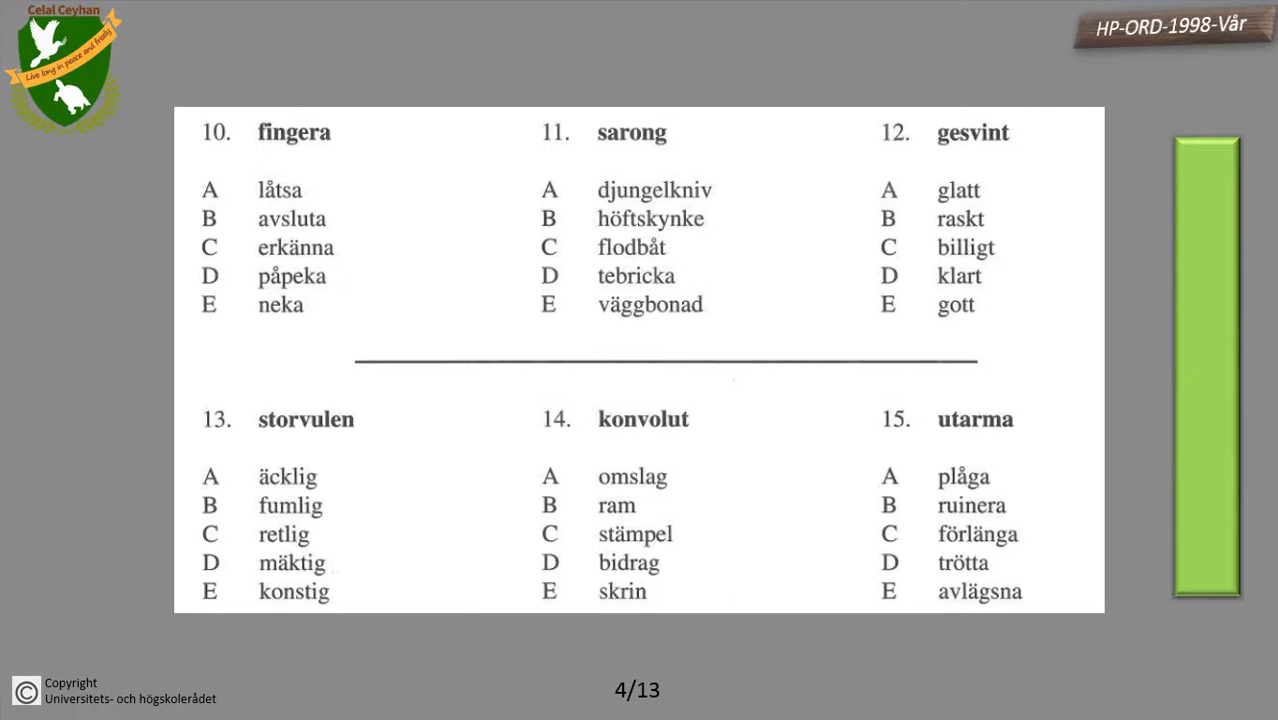 Celal Ceyhan
Live long in peace and freely
HP-ORD-1998-Vår
10. fingera
A låtsa
B avsluta
C erkänna
D påpeka
E neka
11. sarong
A djungelkniv
B höftskynke
C flodbåt
D tebricka
E väggbonad
12. gesvint
A glatt
B raskt
C billigt
D klart
E gott
13. storvulen
A äcklig
B fumlig
C retlig
D mäktig
E konstig
14. konvolut
A omslag
B ram
C stämpel
D bidrag
E skrin
15. utarma
A plåga
B ruinera
C förlänga
D trötta
E avlägsna
© Copyright
Universitets- och högskolerådet
4/13